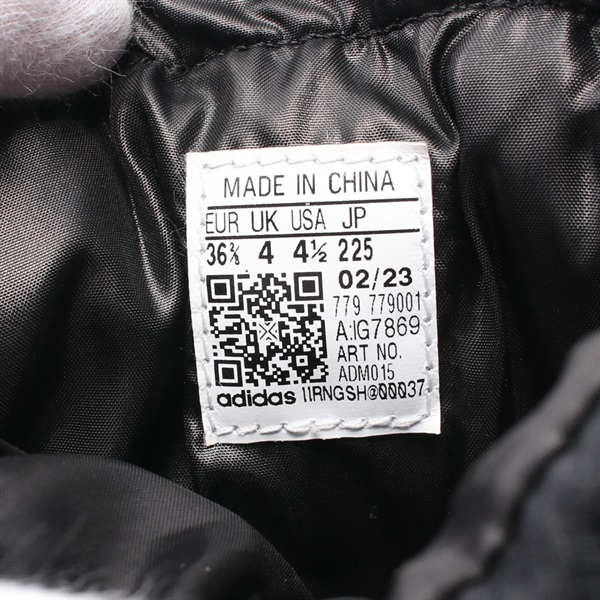 MADE IN CHINA
EUR UK USA JP
36⅔ 4 4½ 225
02/23
779 779001
A:IG7869
ART NO.
ADM015
adidas 11RNGSH@00037